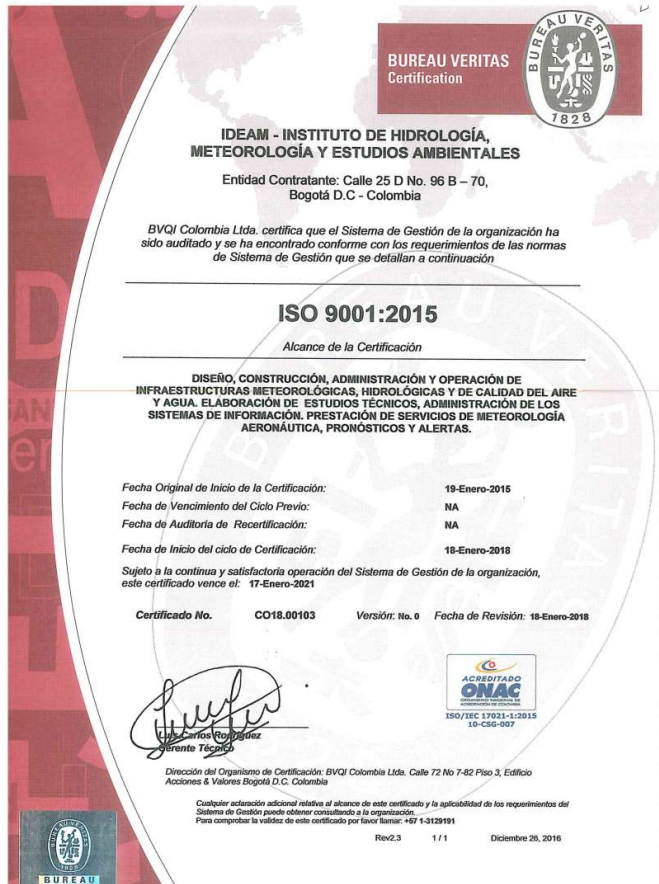 BUREAU VERITAS
Certification
BUREAU VERITAS
1828
IDEAM - INSTITUTO DE HIDROLOGÍA,
METEOROLOGÍA Y ESTUDIOS AMBIENTALES
Entidad Contratante: Calle 25 D No. 96 B – 70,
Bogotá D.C - Colombia
BVQI Colombia Ltda. certifica que el Sistema de Gestión de la organización ha
sido auditado y se ha encontrado conforme con los requerimientos de las normas
de Sistema de Gestión que se detallan a continuación
ISO 9001:2015
Alcance de la Certificación
DISEÑO, CONSTRUCCIÓN, ADMINISTRACIÓN Y OPERACIÓN DE
INFRAESTRUCTURAS METEOROLÓGICAS, HIDROLÓGICAS Y DE CALIDAD DEL AIRE
Y AGUA. ELABORACIÓN DE ESTUDIOS TÉCNICOS, ADMINISTRACIÓN DE LOS
SISTEMAS DE INFORMACIÓN. PRESTACIÓN DE SERVICIOS DE METEOROLOGÍA
AERONÁUTICA, PRONÓSTICOS Y ALERTAS.
Fecha Original de Inicio de la Certificación: 19-Enero-2015
Fecha de Vencimiento del Ciclo Previo: NA
Fecha de Auditoria de Recertificación: NA
Fecha de Inicio del ciclo de Certificación: 18-Enero-2018
Sujeto a la continua y satisfactoria operación del Sistema de Gestión de la organización,
este certificado vence el: 17-Enero-2021
Certificado No. CO18.00103 Versión: No. 0 Fecha de Revisión: 18-Enero-2018
ACREDITADO
ONAC
ORGANISMO NACIONAL DE
ACREDITACIÓN DE COLOMBIA
ISO/IEC 17021-1:2015
10-CSG-007
Luis Carlos Rodríguez
Gerente Técnico
Dirección del Organismo de Certificación: BVQI Colombia Ltda. Calle 72 No 7-82 Piso 3, Edificio
Acciones & Valores Bogotá D.C. Colombia
Cualquier aclaración adicional relativa al alcance de este certificado y la aplicabilidad de los requerimientos del
Sistema de Gestión puede obtener consultando a la organización.
Para comprobar la validez de este certificado por favor llamar: +57 1-3129191
Rev2.3 1 / 1 Diciembre 26, 2016
BUREAU